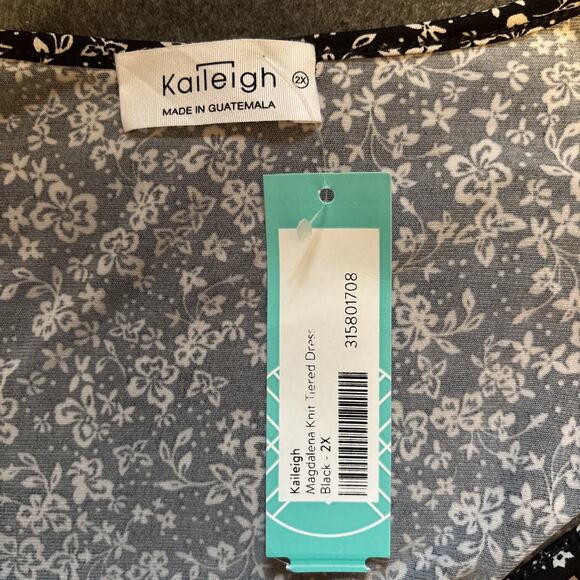 Kaileigh 2X
MADE IN GUATEMALA
Kaileigh
Magdalena Knit Tiered Dress
Black - 2X
315801708